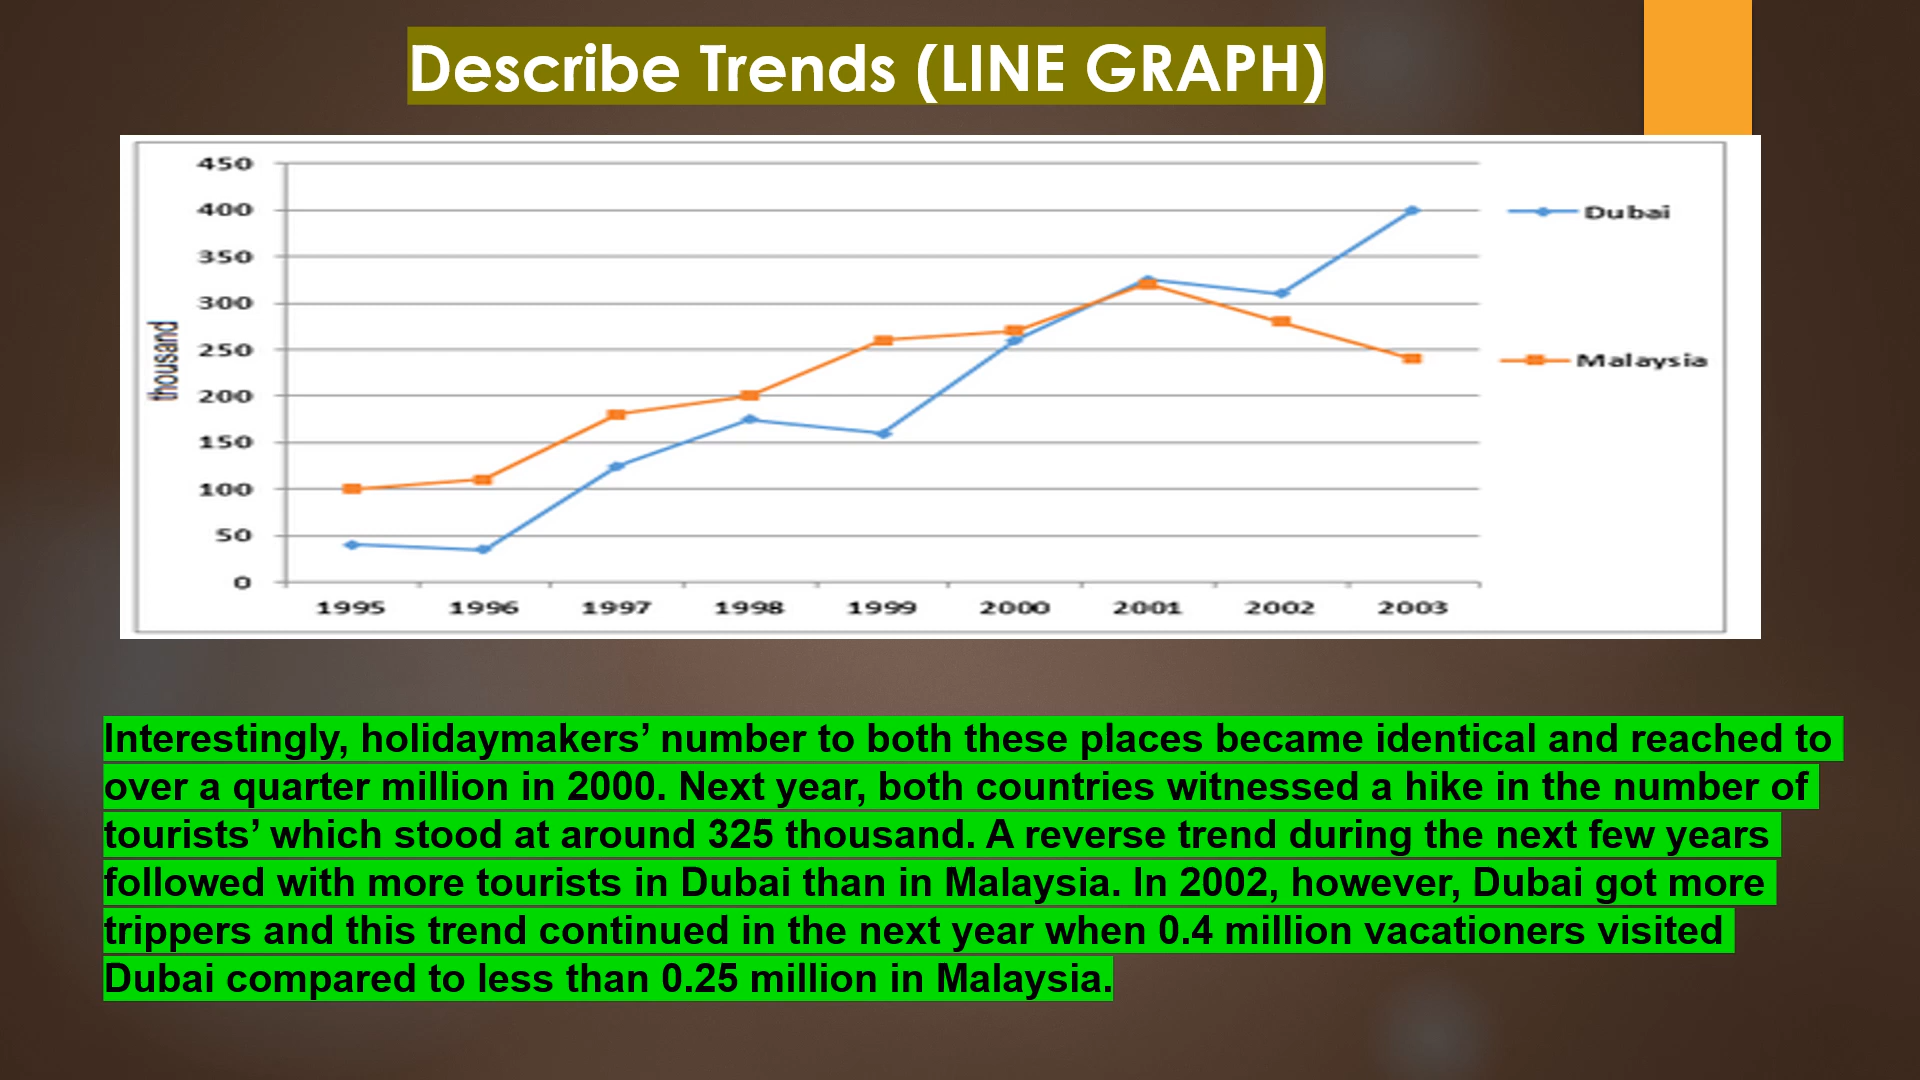 Describe Trends (LINE GRAPH)
450
400
350
300
250
200
150
100
50
0
thousand
1995 1996 1997 1998 1999 2000 2001 2002 2003
Dubai
Malaysia
Interestingly, holidaymakers’ number to both these places became identical and reached to
over a quarter million in 2000. Next year, both countries witnessed a hike in the number of
tourists’ which stood at around 325 thousand. A reverse trend during the next few years
followed with more tourists in Dubai than in Malaysia. In 2002, however, Dubai got more
trippers and this trend continued in the next year when 0.4 million vacationers visited
Dubai compared to less than 0.25 million in Malaysia.